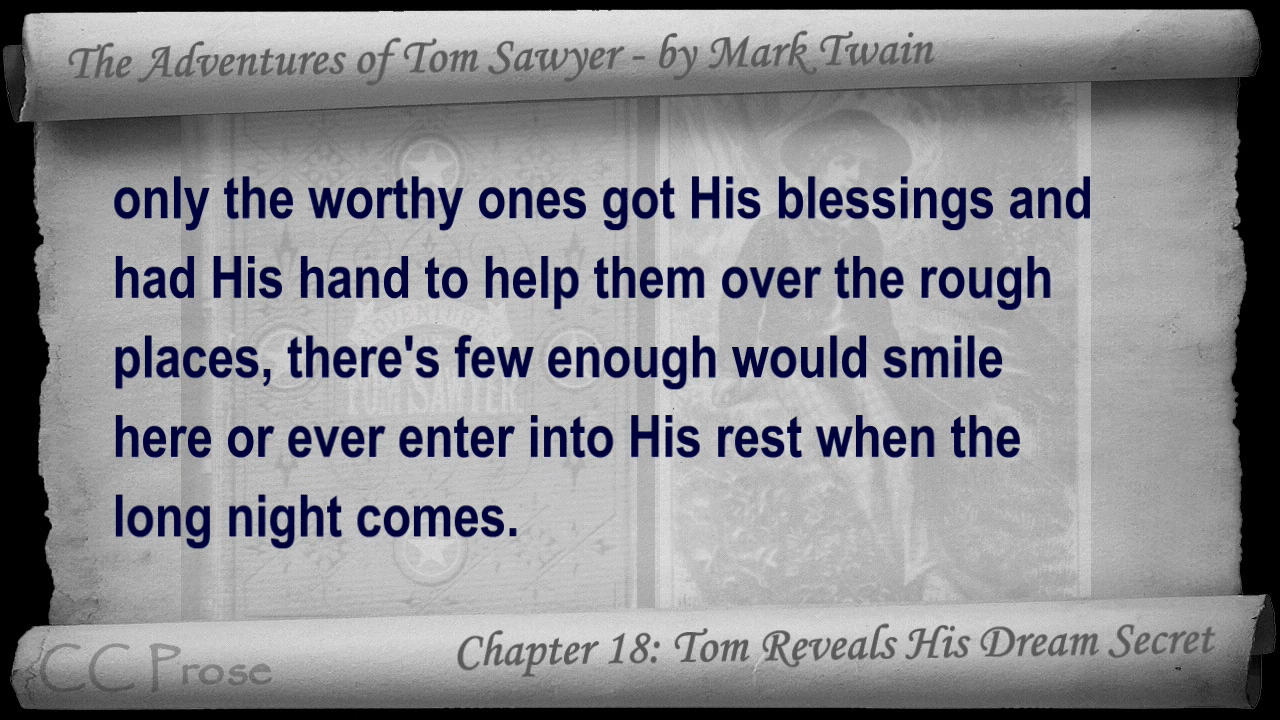 The Adventures of Tom Sawyer - by Mark Twain
only the worthy ones got His blessings and
had His hand to help them over the rough
places, there's few enough would smile
here or ever enter into His rest when the
long night comes.
CC Prose
Chapter 18: Tom Reveals His Dream Secret